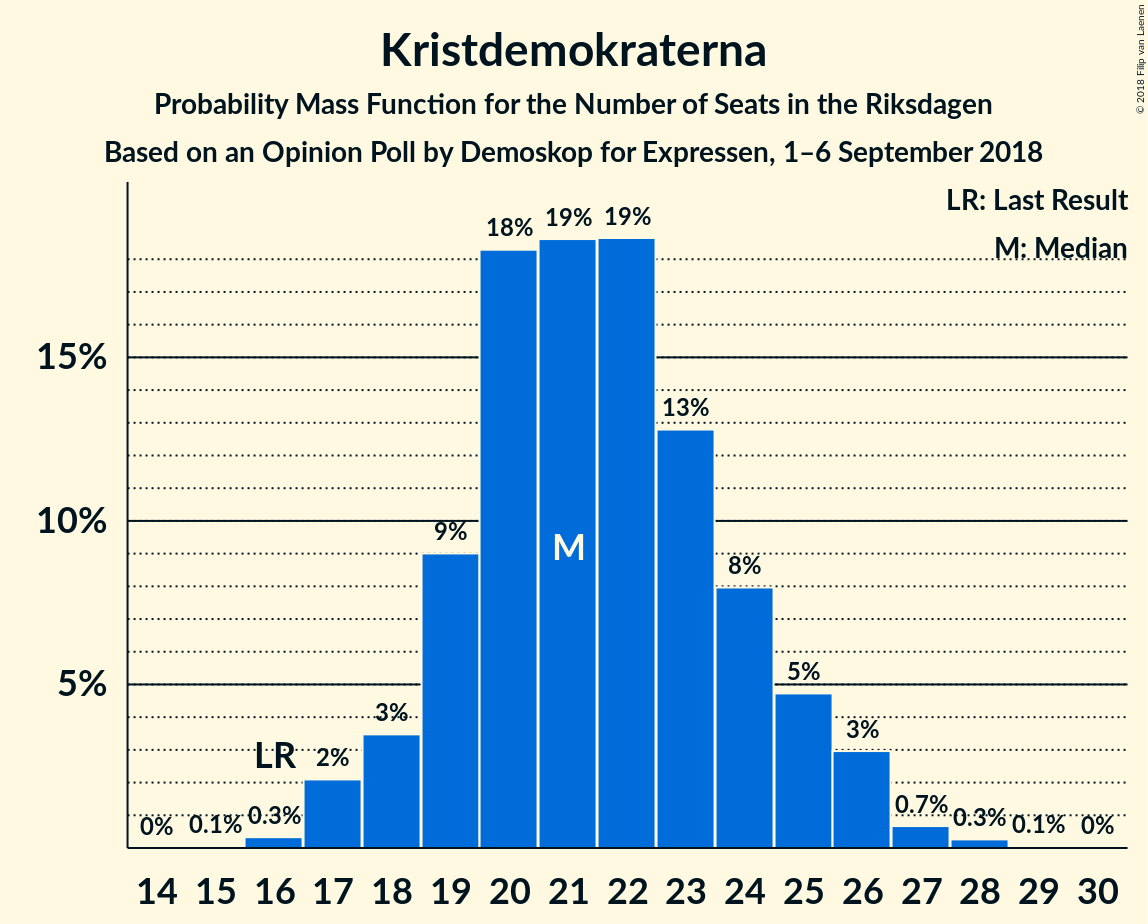 Kristdemokraterna
Probability Mass Function for the Number of Seats in the Riksdagen
Based on an Opinion Poll by Demoskop for Expressen, 1–6 September 2018
© 2018 Filip van Laenen
LR: Last Result
M: Median
15%
10%
5%
0%
0.1%
0.3%
LR
2%
3%
9%
18%
19%
M
19%
13%
8%
5%
3%
0.7%
0.3%
0.1%
0%
14 15 16 17 18 19 20 21 22 23 24 25 26 27 28 29 30